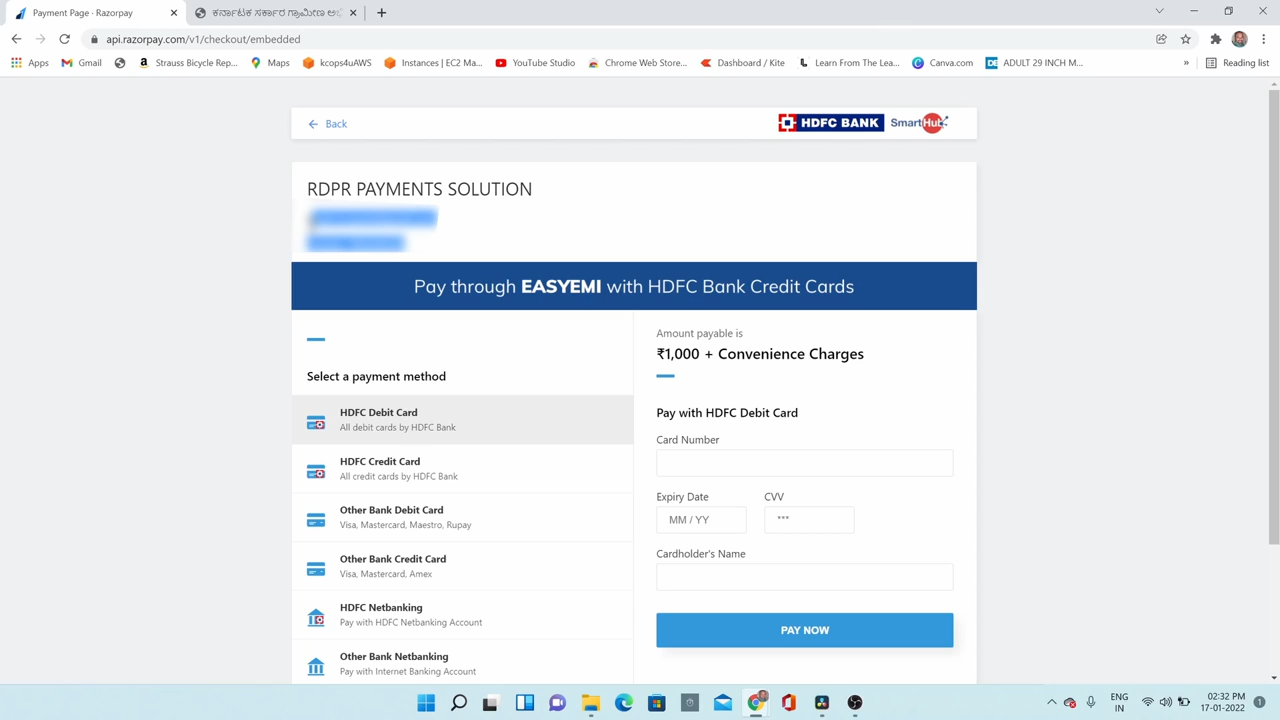 Payment Page - Razorpay
ಕರ್ನಾಟಕ ಸರ್ಕಾರ ಗ್ರಾಮೀಣ
api.razorpay.com/v1/checkout/embedded
Apps
Gmail
Strauss Bicycle Rep...
Maps
kcops4uAWS
Instances | EC2 Ma...
YouTube Studio
Chrome Web Store...
Dashboard / Kite
Learn From The Lea...
Canva.com
DE
ADULT 29 INCH M...
»
Reading list
Back
HDFC BANK
SmartHub
RDPR PAYMENTS SOLUTION
Pay through EASYEMI with HDFC Bank Credit Cards
Select a payment method
HDFC Debit Card
All debit cards by HDFC Bank
HDFC Credit Card
All credit cards by HDFC Bank
Other Bank Debit Card
Visa, Mastercard, Maestro, Rupay
Other Bank Credit Card
Visa, Mastercard, Amex
HDFC Netbanking
Pay with HDFC Netbanking Account
Other Bank Netbanking
Pay with Internet Banking Account
Amount payable is
₹1,000 + Convenience Charges
Pay with HDFC Debit Card
Card Number
Expiry Date
CVV
MM / YY
***
Cardholder's Name
PAY NOW
ENG
IN
02:32 PM
17-01-2022
1